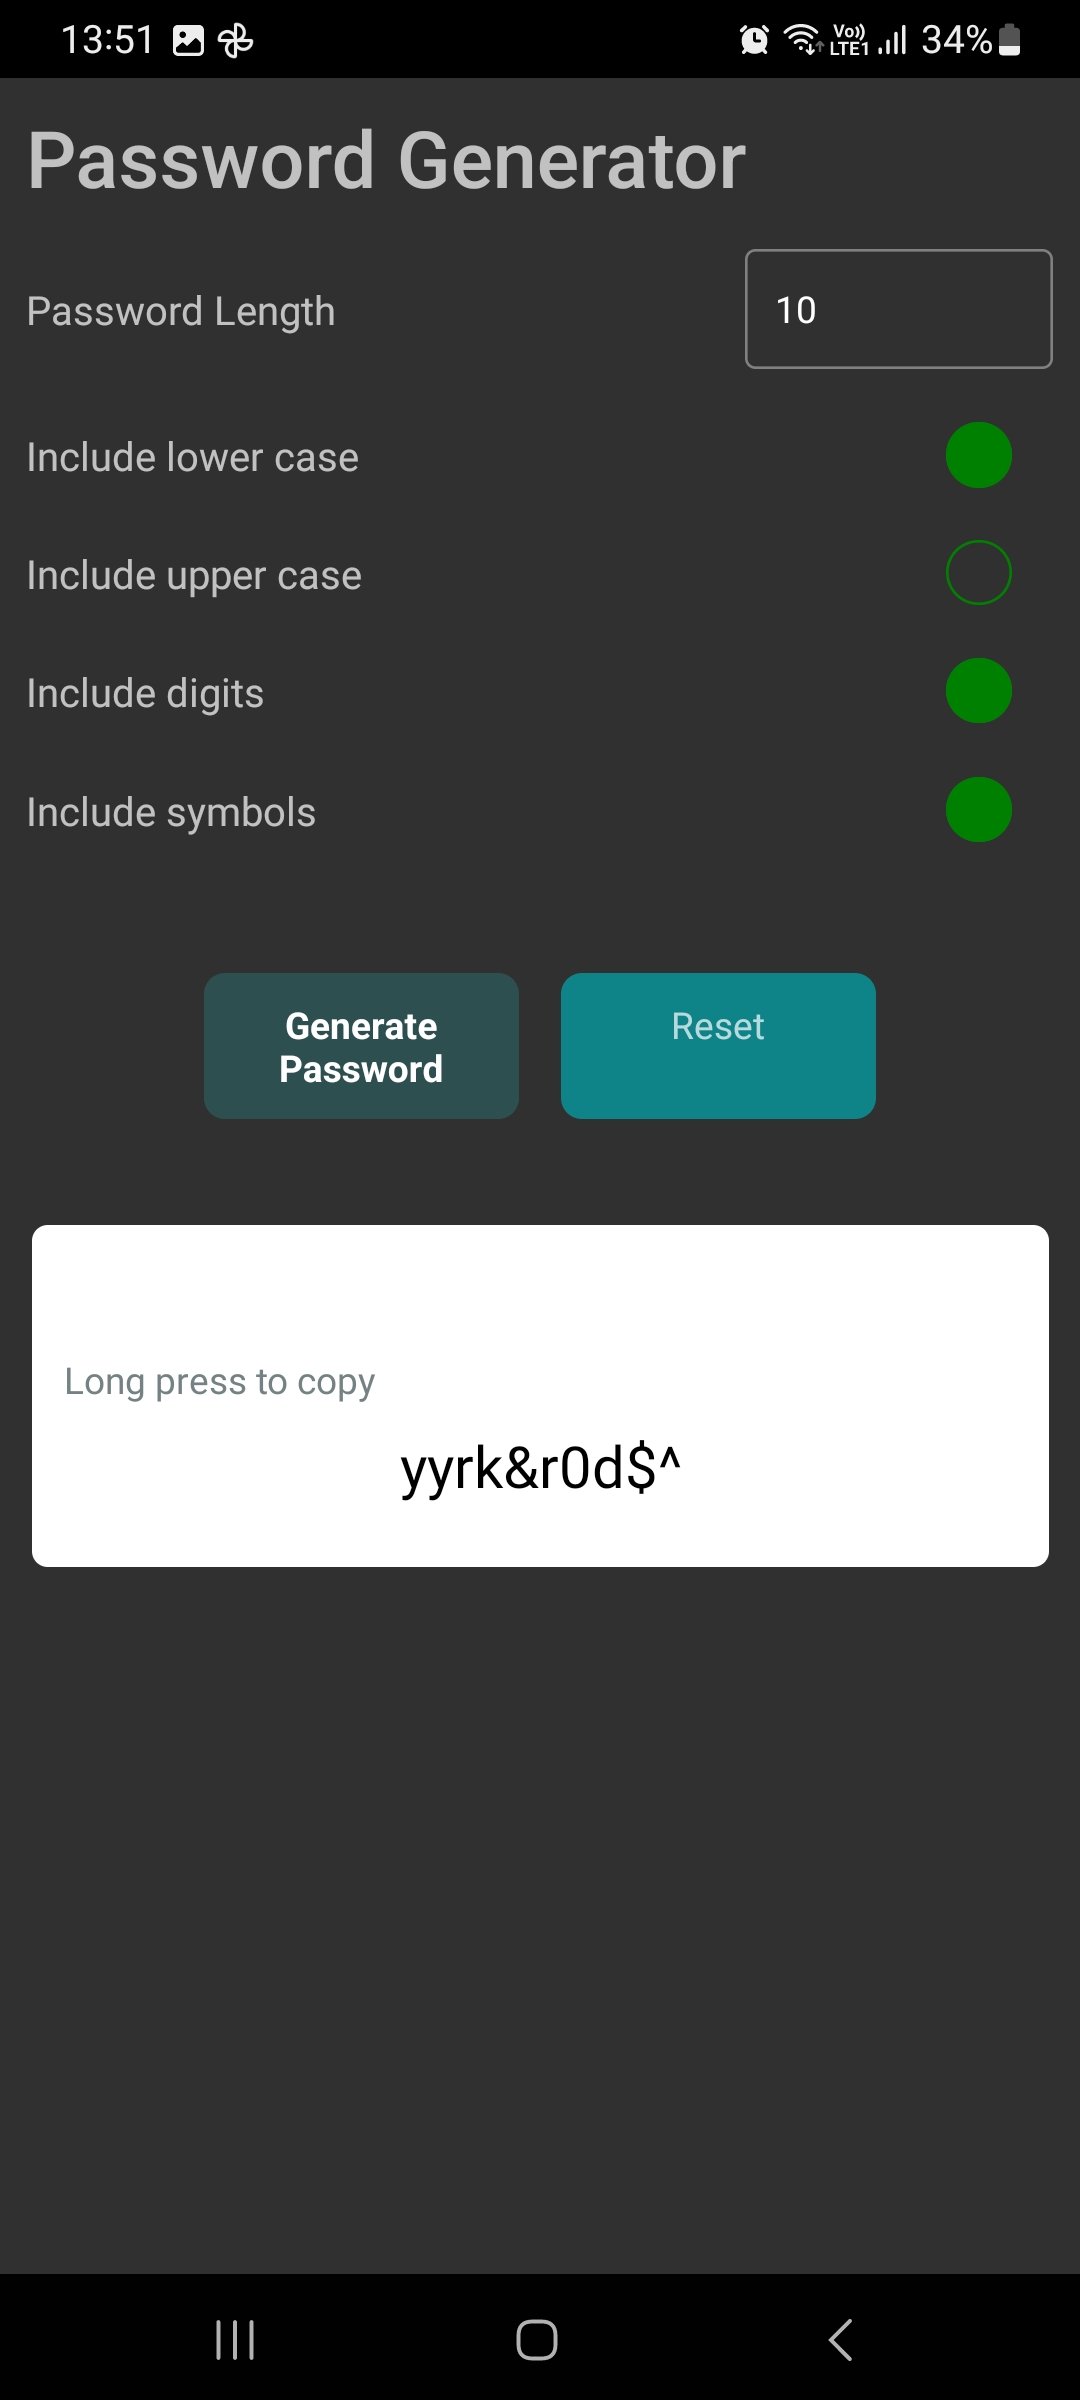 13:51 Vo)) LTE1 34%
Password Generator
Password Length 10
Include lower case
Include upper case
Include digits
Include symbols
Generate
Password
Reset
Long press to copy
yyrk&r0d$^